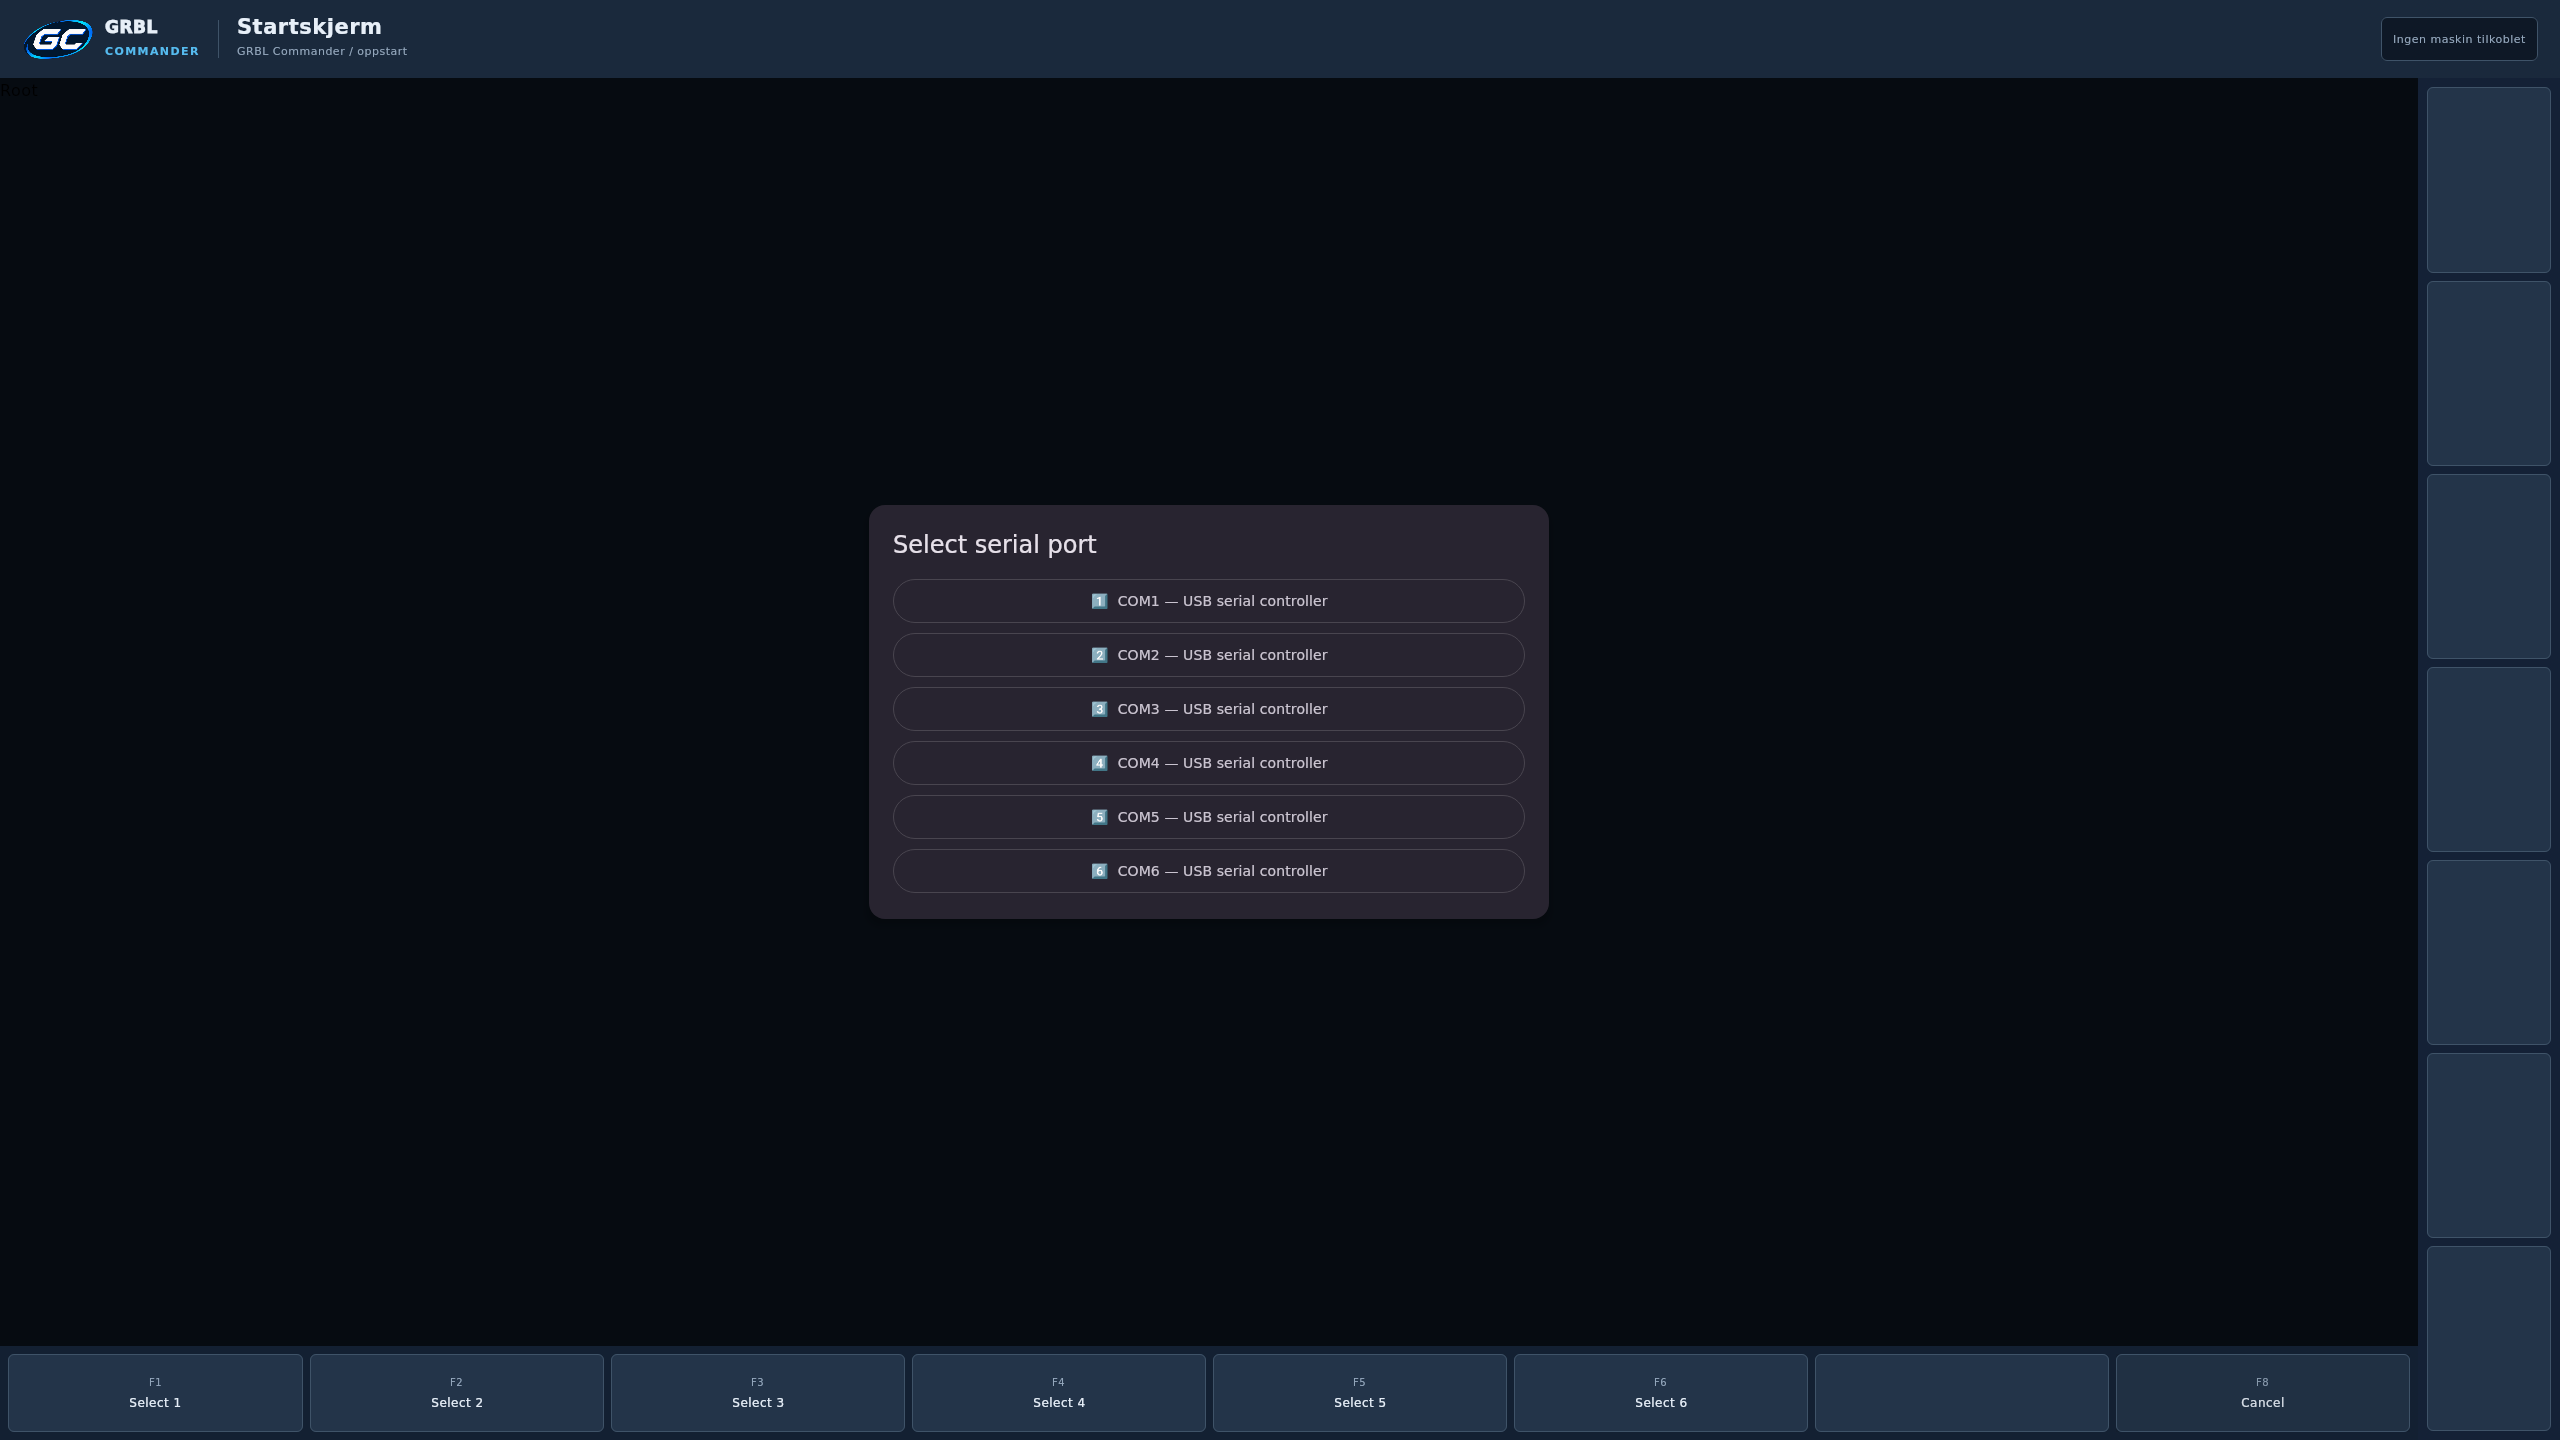 GC
GRBL
COMMANDER
Startskjerm
GRBL Commander / oppstart
Ingen maskin tilkoblet
Root
Select serial port
1 COM1 — USB serial controller
2 COM2 — USB serial controller
3 COM3 — USB serial controller
4 COM4 — USB serial controller
5 COM5 — USB serial controller
6 COM6 — USB serial controller
F1
Select 1
F2
Select 2
F3
Select 3
F4
Select 4
F5
Select 5
F6
Select 6
F8
Cancel